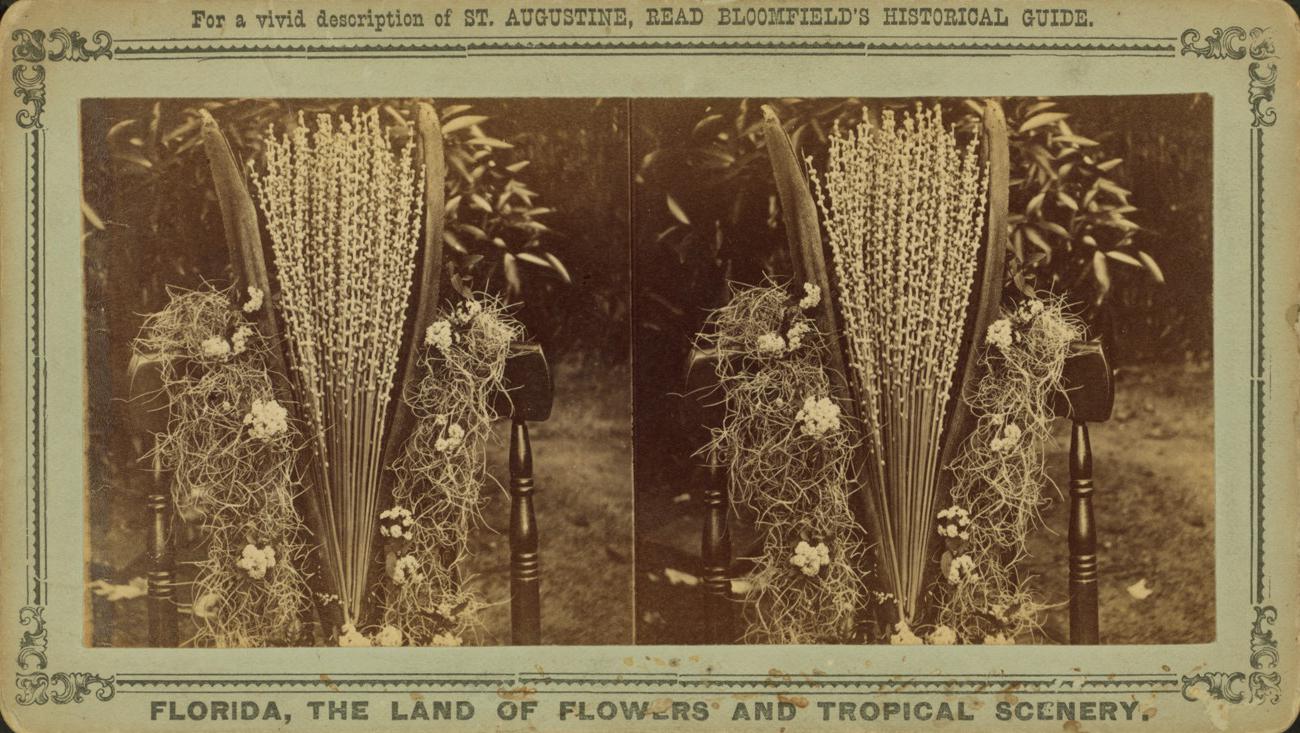 For a vivid description of ST. AUGUSTINE, READ BLOOMFIELD'S HISTORICAL GUIDE.
FLORIDA, THE LAND OF FLOWERS AND TROPICAL SCENERY.